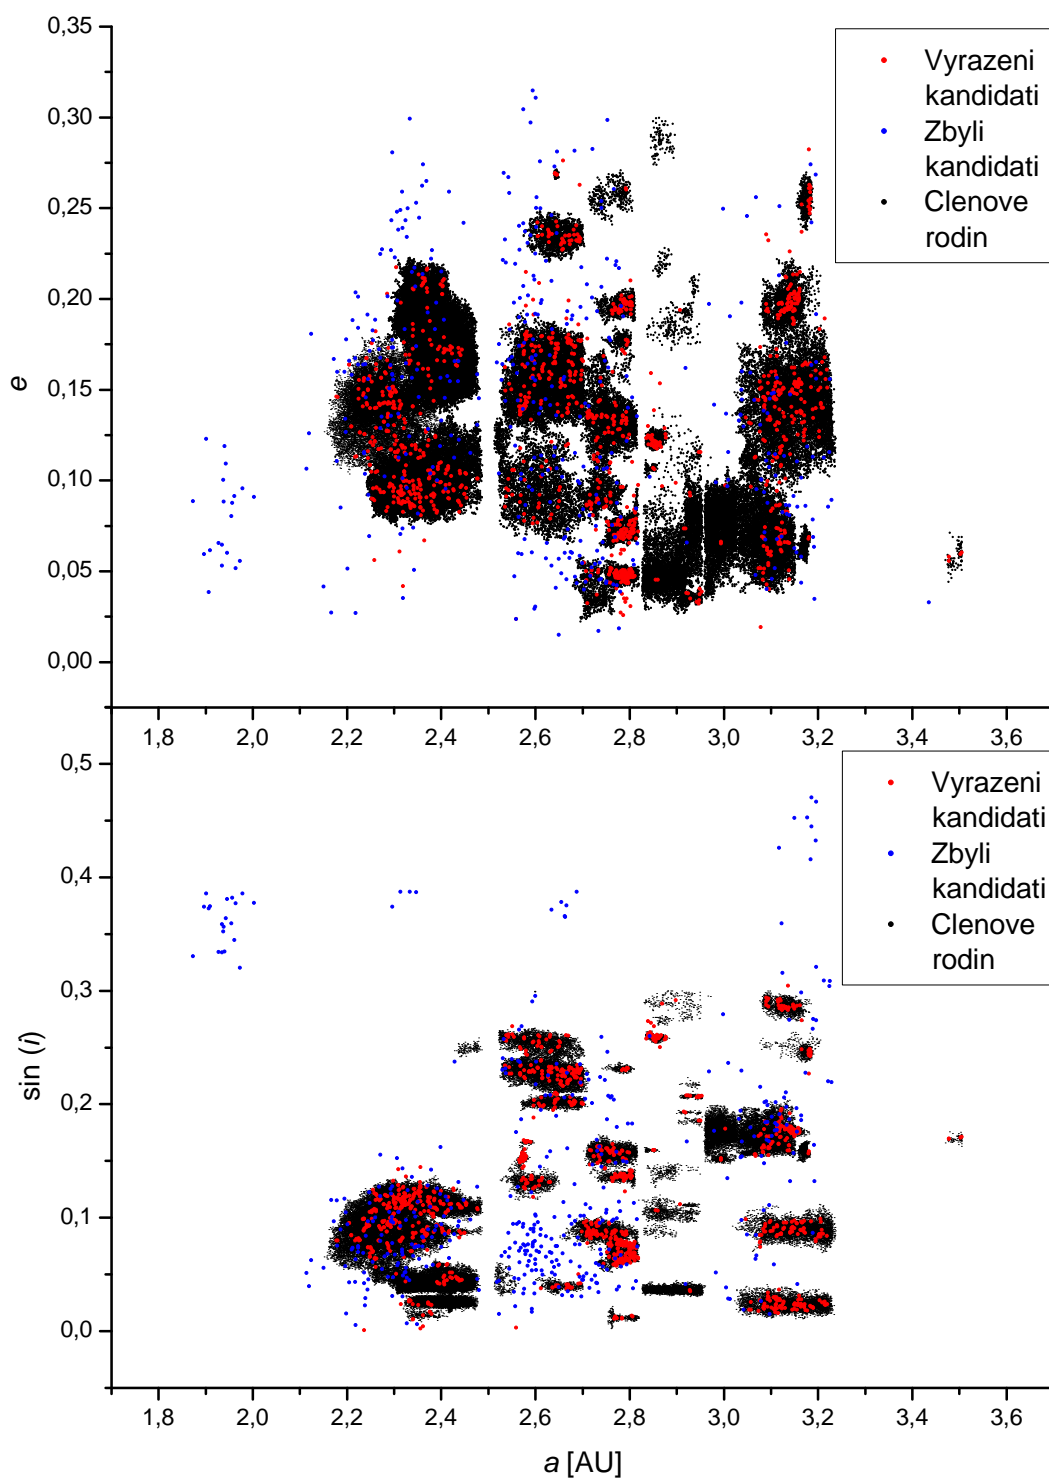 0,35
0,30
0,25
0,20
0,15
0,10
0,05
0,00
e
Vyrazeni
kandidati
Zbyli
kandidati
Clenove
rodin
1,8 2,0 2,2 2,4 2,6 2,8 3,0 3,2 3,4 3,6
0,5
0,4
0,3
0,2
0,1
0,0
sin (i)
Vyrazeni
kandidati
Zbyli
kandidati
Clenove
rodin
1,8 2,0 2,2 2,4 2,6 2,8 3,0 3,2 3,4 3,6
a [AU]